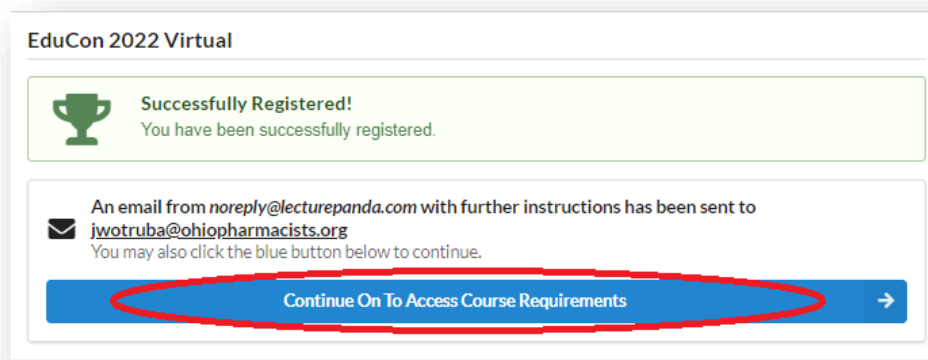 EduCon 2022 Virtual
Successfully Registered!
You have been successfully registered.
An email from noreply@lecturepanda.com with further instructions has been sent to
jwotruba@ohiopharmacists.org
You may also click the blue button below to continue.
Continue On To Access Course Requirements